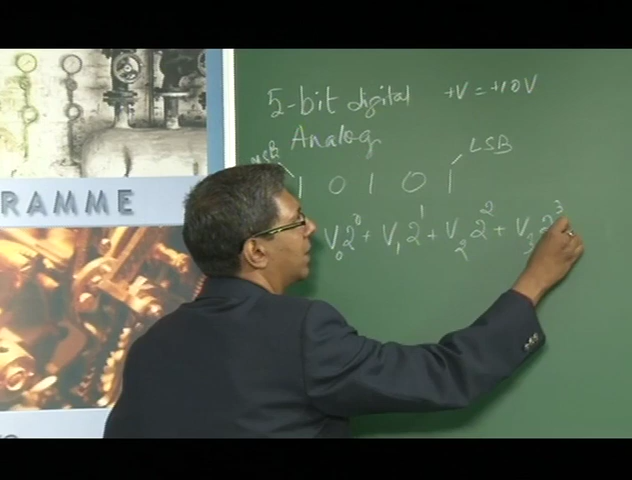 5-bit digital +V = +10V
Analog
MSB LSB
1 0 1 0 1
V₀2⁰ + V₁2¹ + V₂2² + V₃2³
RAMME